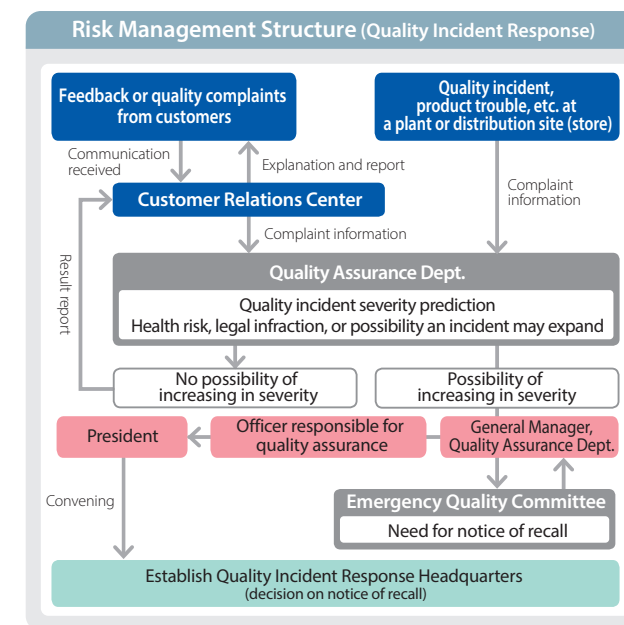 Risk Management Structure (Quality Incident Response)
Feedback or quality complaints
from customers
Quality incident,
product trouble, etc. at
a plant or distribution site (store)
Communication
received
Explanation and report
Complaint
information
Customer Relations Center
Complaint information
Result report
Quality Assurance Dept.
Quality incident severity prediction
Health risk, legal infraction, or possibility an incident may expand
No possibility of
increasing in severity
Possibility of
increasing in severity
President
Officer responsible for
quality assurance
General Manager,
Quality Assurance Dept.
Convening
Emergency Quality Committee
Need for notice of recall
Establish Quality Incident Response Headquarters
(decision on notice of recall)